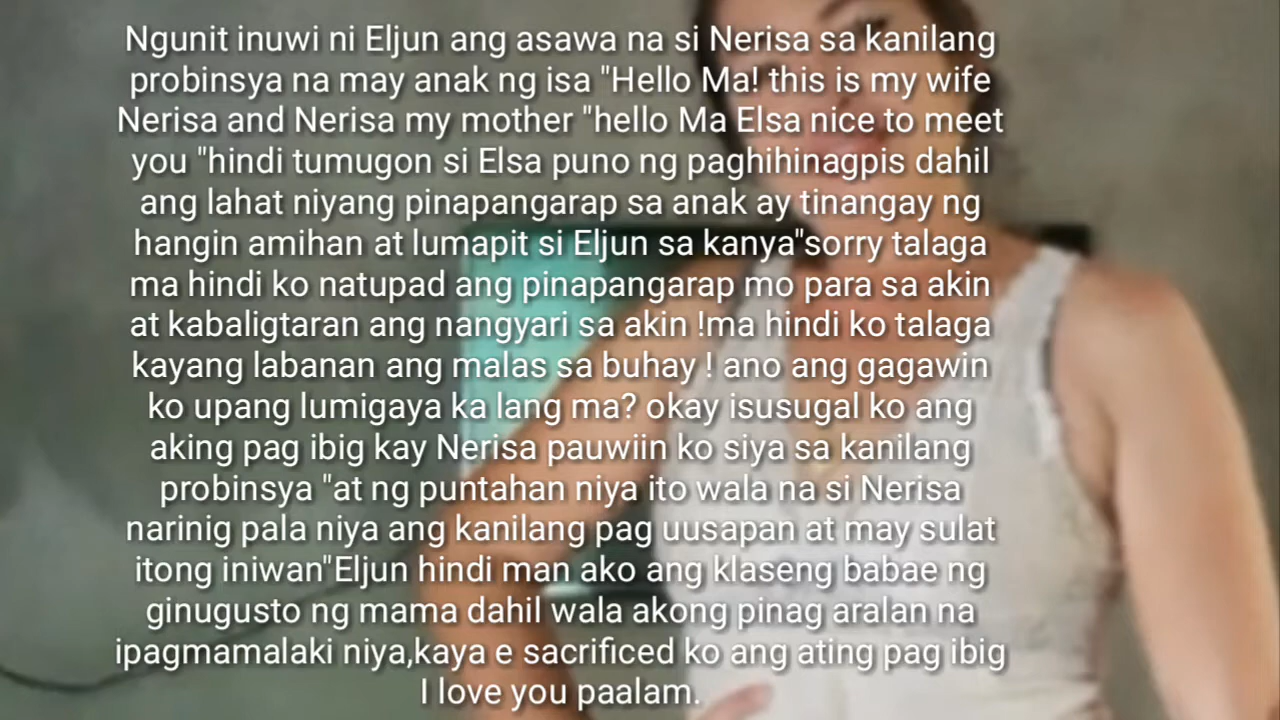 Ngunit inuwi ni Eljun ang asawa na si Nerisa sa kanilang
probinsya na may anak ng isa "Hello Ma! this is my wife
Nerisa and Nerisa my mother "hello Ma Elsa nice to meet
you "hindi tumugon si Elsa puno ng paghihinagpis dahil
ang lahat niyang pinapangarap sa anak ay tinangay ng
hangin amihan at lumapit si Eljun sa kanya"sorry talaga
ma hindi ko natupad ang pinapangarap mo para sa akin
at kabaligtaran ang nangyari sa akin !ma hindi ko talaga
kayang labanan ang malas sa buhay ! ano ang gagawin
ko upang lumigaya ka lang ma? okay isusugal ko ang
aking pag ibig kay Nerisa pauwiin ko siya sa kanilang
probinsya "at ng puntahan niya ito wala na si Nerisa
narinig pala niya ang kanilang pag uusapan at may sulat
itong iniwan"Eljun hindi man ako ang klaseng babae ng
ginugusto ng mama dahil wala akong pinag aralan na
ipagmamalaki niya,kaya e sacrificed ko ang ating pag ibig
I love you paalam.